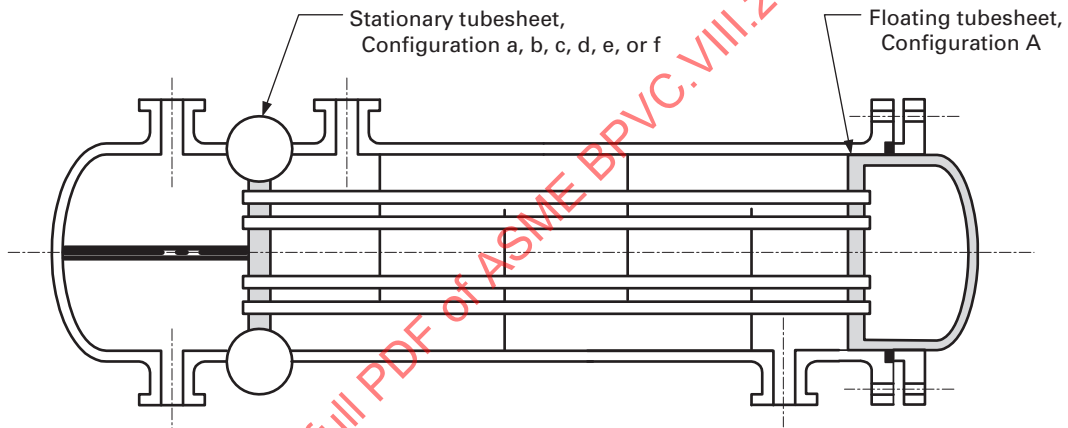 Stationary tubesheet,
Configuration a, b, c, d, e, or f
Floating tubesheet,
Configuration A
full PDF of ASME BPVC.VIII.2